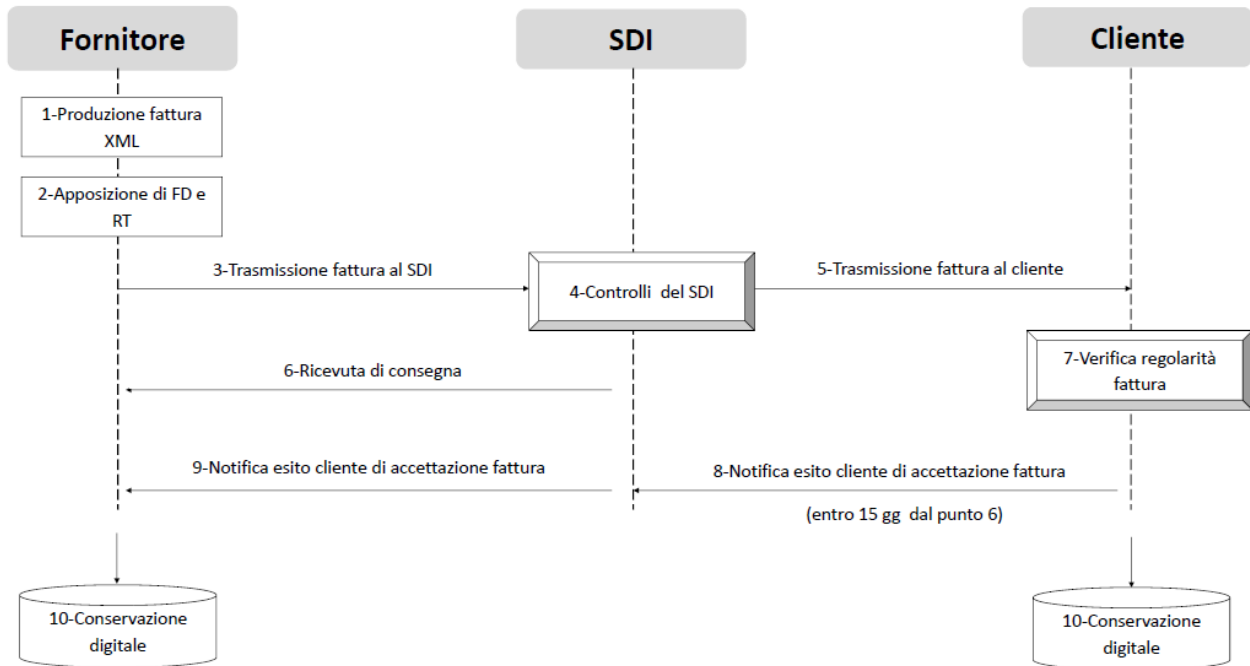 Fornitore
SDI
Cliente
1-Produzione fattura
XML
2-Apposizione di FD e
RT
3-Trasmissione fattura al SDI
4-Controlli del SDI
5-Trasmissione fattura al cliente
6-Ricevuta di consegna
7-Verifica regolarità
fattura
9-Notifica esito cliente di accettazione fattura
8-Notifica esito cliente di accettazione fattura
(entro 15 gg dal punto 6)
10-Conservazione
digitale
10-Conservazione
digitale